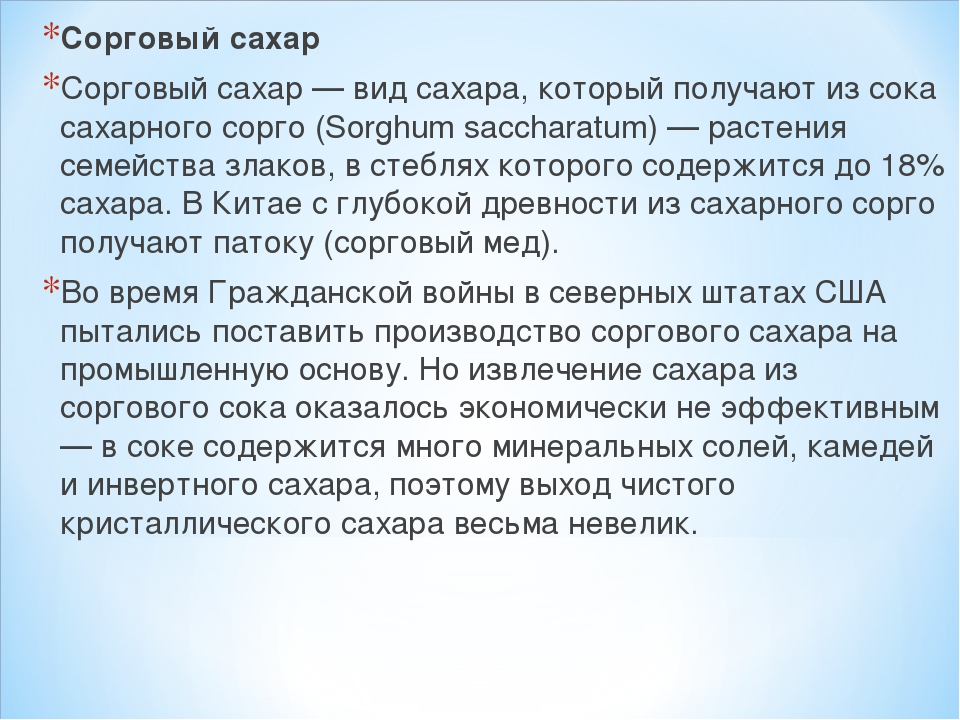 *Сорговый сахар
*Сорговый сахар — вид сахара, который получают из сока
сахарного сорго (Sorghum saccharatum) — растения
семейства злаков, в стеблях которого содержится до 18%
сахара. В Китае с глубокой древности из сахарного сорго
получают патоку (сорговый мед).
*Во время Гражданской войны в северных штатах США
пытались поставить производство соргового сахара на
промышленную основу. Но извлечение сахара из
соргового сока оказалось экономически не эффективным
— в соке содержится много минеральных солей, камедей
и инвертного сахара, поэтому выход чистого
кристаллического сахара весьма невелик.